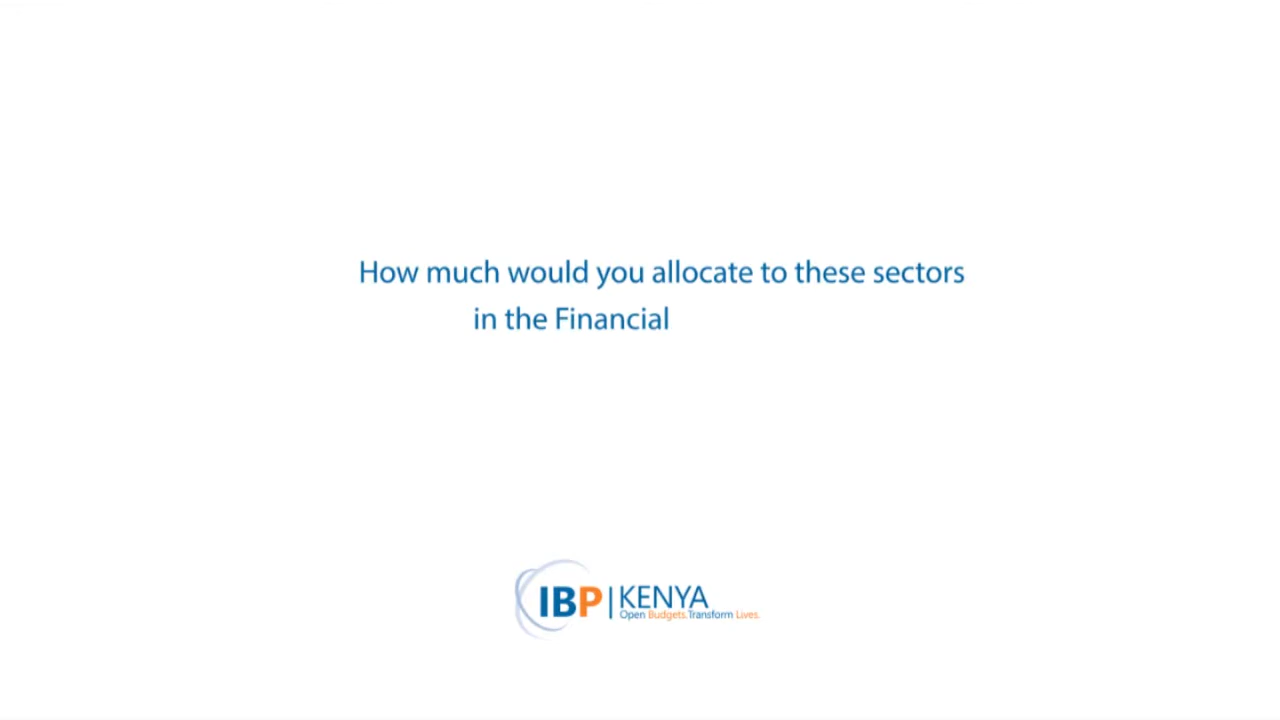 How much would you allocate to these sectors
in the Financial
IBP | KENYA
Open Budgets.Transform Lives.